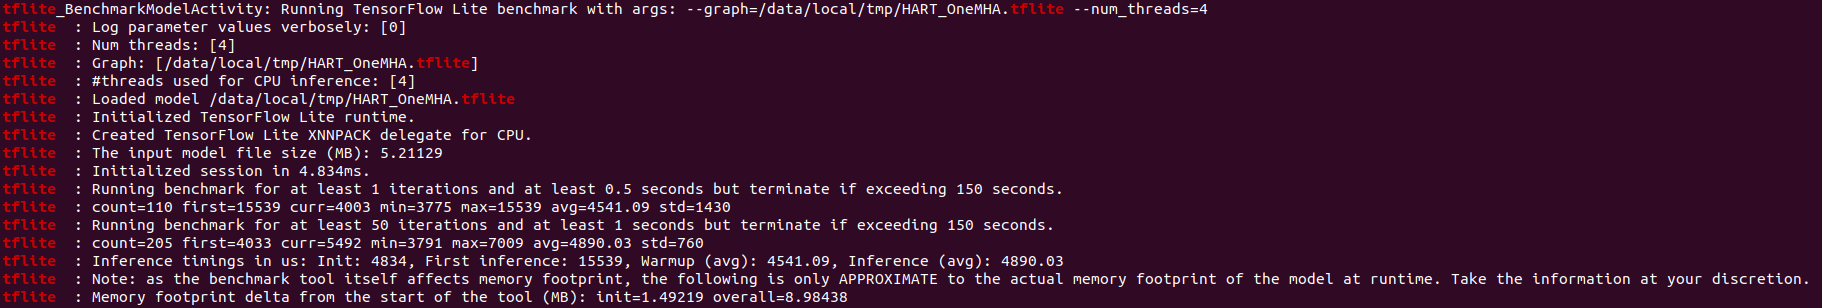 tflite_BenchmarkModelActivity: Running TensorFlow Lite benchmark with args: --graph=/data/local/tmp/HART_OneMHA.tflite --num_threads=4
tflite  : Log parameter values verbosely: [0]
tflite  : Num threads: [4]
tflite  : Graph: [/data/local/tmp/HART_OneMHA.tflite]
tflite  : #threads used for CPU inference: [4]
tflite  : Loaded model /data/local/tmp/HART_OneMHA.tflite
tflite  : Initialized TensorFlow Lite runtime.
tflite  : Created TensorFlow Lite XNNPACK delegate for CPU.
tflite  : The input model file size (MB): 5.21129
tflite  : Initialized session in 4.834ms.
tflite  : Running benchmark for at least 1 iterations and at least 0.5 seconds but terminate if exceeding 150 seconds.
tflite  : count=110 first=15539 curr=4003 min=3775 max=15539 avg=4541.09 std=1430
tflite  : Running benchmark for at least 50 iterations and at least 1 seconds but terminate if exceeding 150 seconds.
tflite  : count=205 first=4033 curr=5492 min=3791 max=7009 avg=4890.03 std=760
tflite  : Inference timings in us: Init: 4834, First inference: 15539, Warmup (avg): 4541.09, Inference (avg): 4890.03
tflite  : Note: as the benchmark tool itself affects memory footprint, the following is only APPROXIMATE to the actual memory footprint of the model at runtime. Take the information at your discretion.
tflite  : Memory footprint delta from the start of the tool (MB): init=1.49219 overall=8.98438